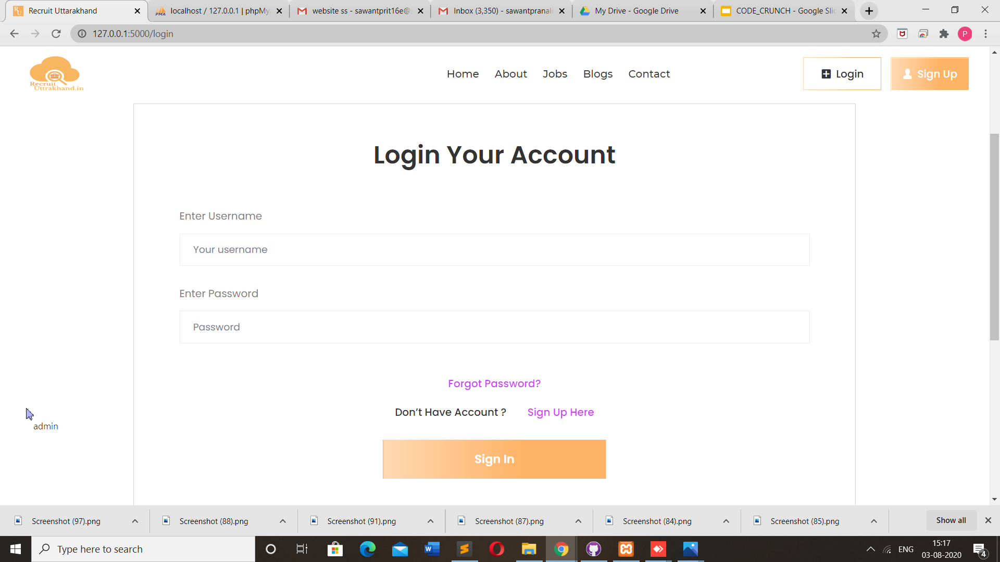 Recruit Uttarakhand
localhost / 127.0.0.1 | phpMyA
website ss - sawantprit16e@s
Inbox (3,350) - sawantpranali
My Drive - Google Drive
CODE_CRUNCH - Google Slid
127.0.0.1:5000/login
P
Recruit
Uttrakhand.in
Home
About
Jobs
Blogs
Contact
Login
Sign Up
Login Your Account
Enter Username
Your username
Enter Password
Password
Forgot Password?
Don’t Have Account ?
Sign Up Here
admin
Sign In
Screenshot (97).png
Screenshot (88).png
Screenshot (91).png
Screenshot (87).png
Screenshot (84).png
Screenshot (85).png
Show all
Type here to search
ENG
15:17
03-08-2020
4